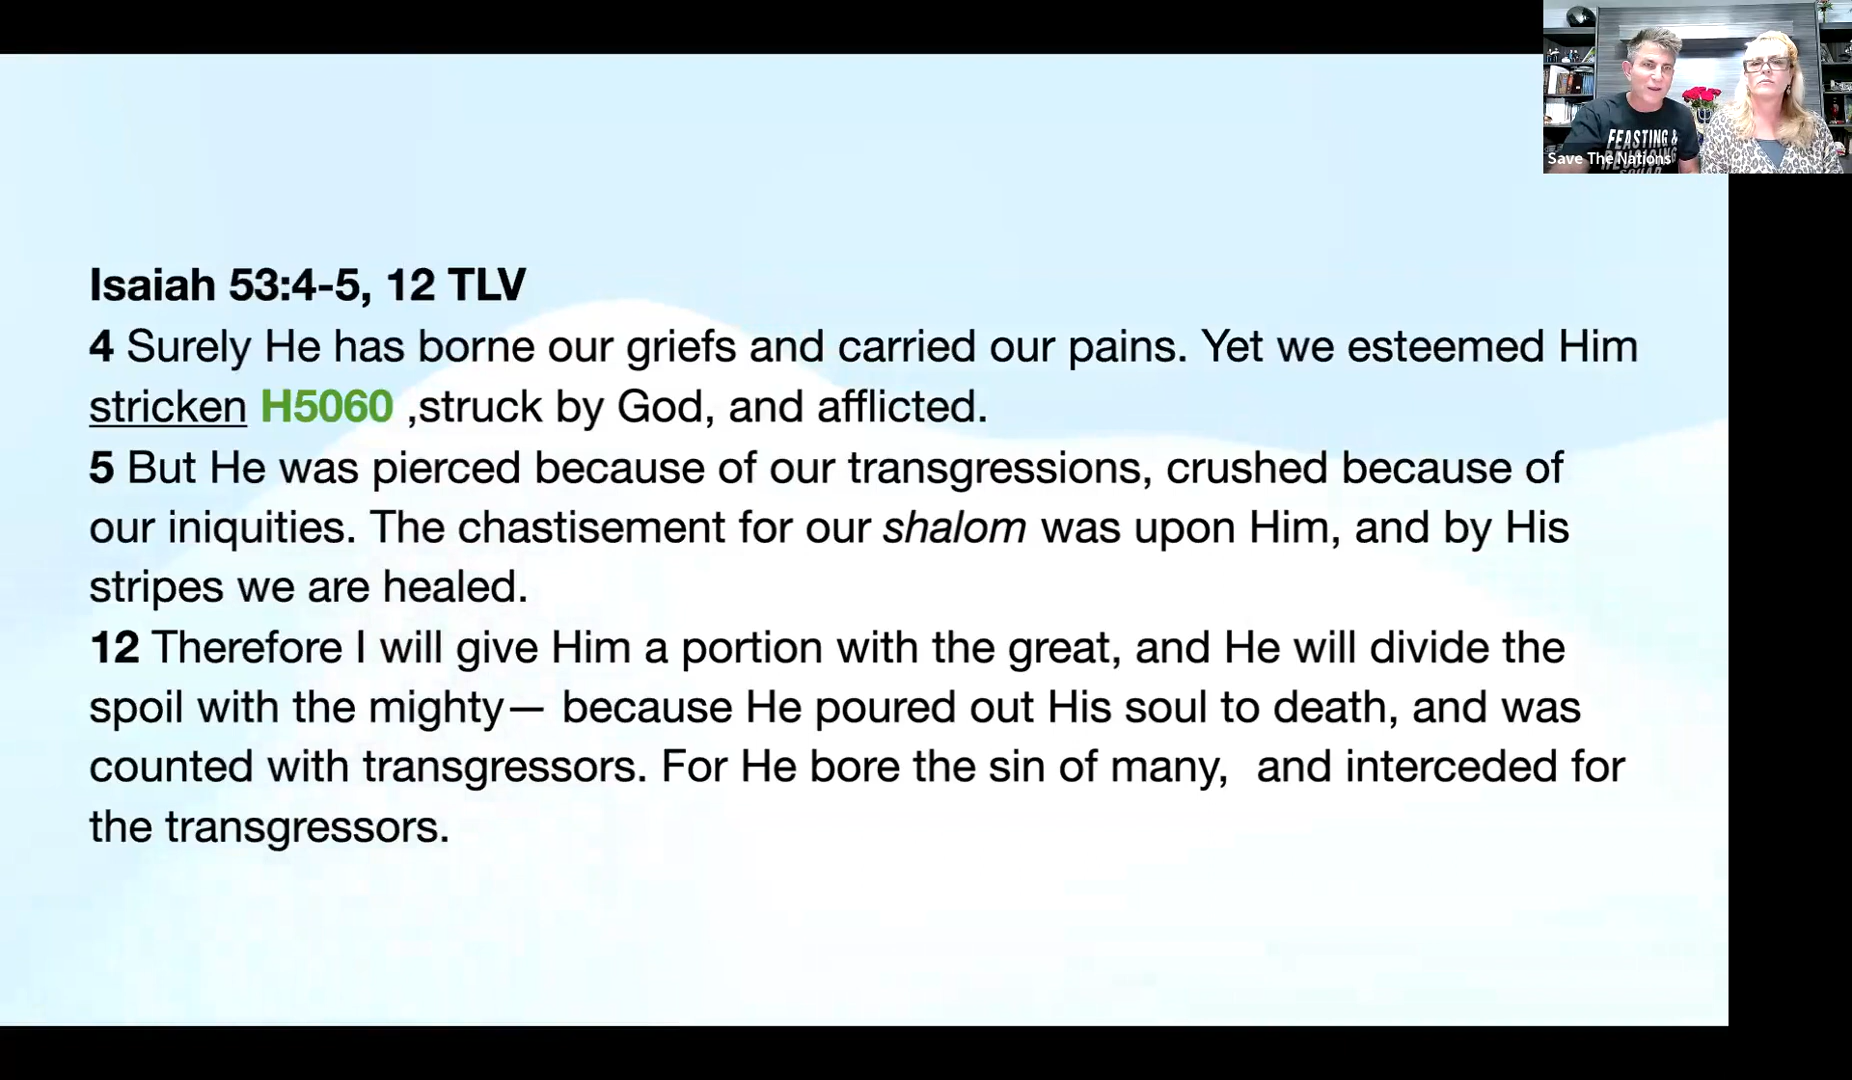 Isaiah 53:4-5, 12 TLV
4 Surely He has borne our griefs and carried our pains. Yet we esteemed Him
stricken H5060 ,struck by God, and afflicted.
5 But He was pierced because of our transgressions, crushed because of
our iniquities. The chastisement for our shalom was upon Him, and by His
stripes we are healed.
12 Therefore I will give Him a portion with the great, and He will divide the
spoil with the mighty— because He poured out His soul to death, and was
counted with transgressors. For He bore the sin of many,  and interceded for
the transgressors.
FEASTING &
Save The Nations